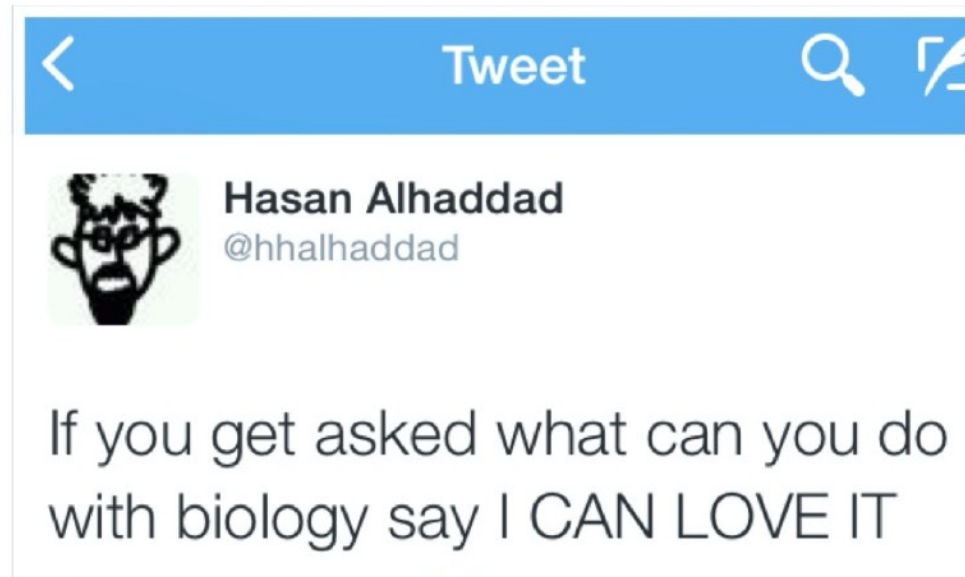 Tweet
Hasan Alhaddad
@hhalhaddad
If you get asked what can you do
with biology say I CAN LOVE IT